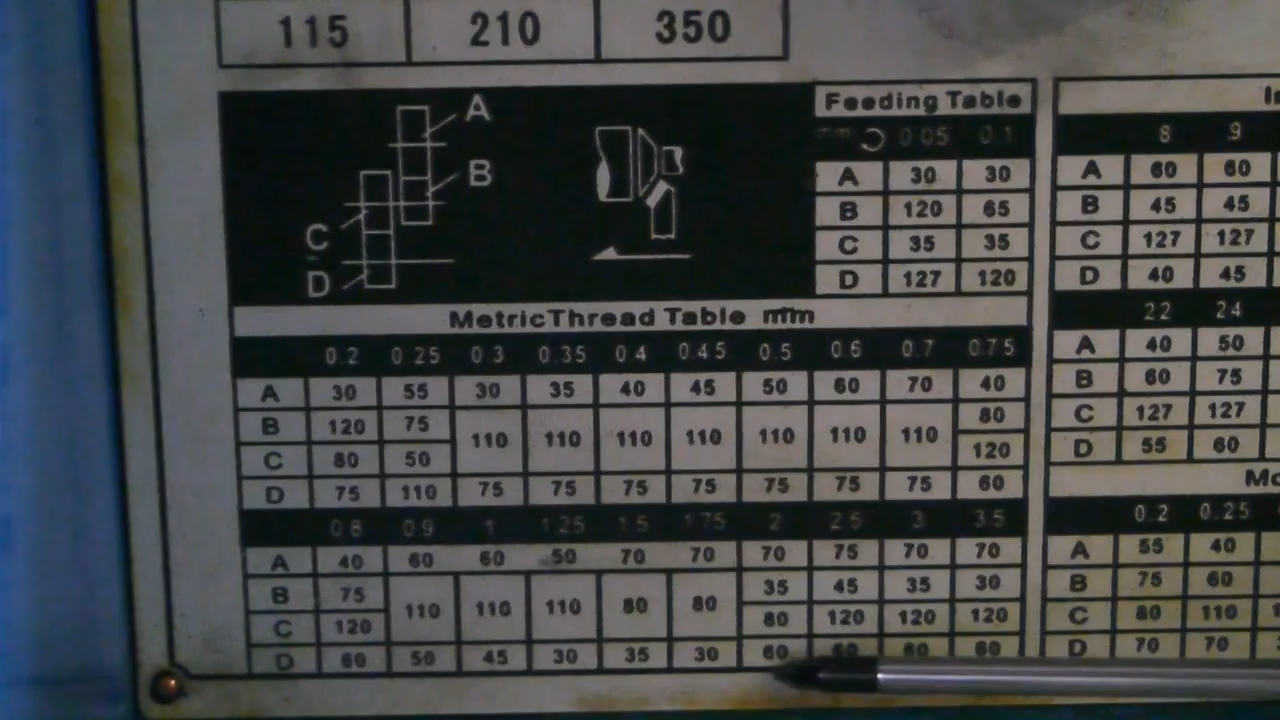 115 210 350
A
B
C
D
Feeding Table
mm 0.05 0.1
A 30 30
B 120 65
C 35 35
D 127 120
Metric Thread Table mm
0.2 0.25 0.3 0.35 0.4 0.45 0.5 0.6 0.7 0.75
A 30 55 30 35 40 45 50 60 70 40
B 120 75 110 110 110 110 110 110 110 80
C 80 50 120
D 75 110 75 75 75 75 75 75 75 60
0.8 0.9 1 1.25 1.5 1.75 2 2.5 3 3.5
A 40 60 60 50 70 70 70 75 70 70
B 75 110 110 110 80 80 35 45 35 30
C 120 80 120 120 120
D 60 50 45 30 35 30 60 60 60 60
8 9
A 60 60
B 45 45
C 127 127
D 40 45
22 24
A 40 50
B 60 75
C 127 127
D 55 60
0.2 0.25
A 55 40
B 75 60
C 80 110
D 70 70